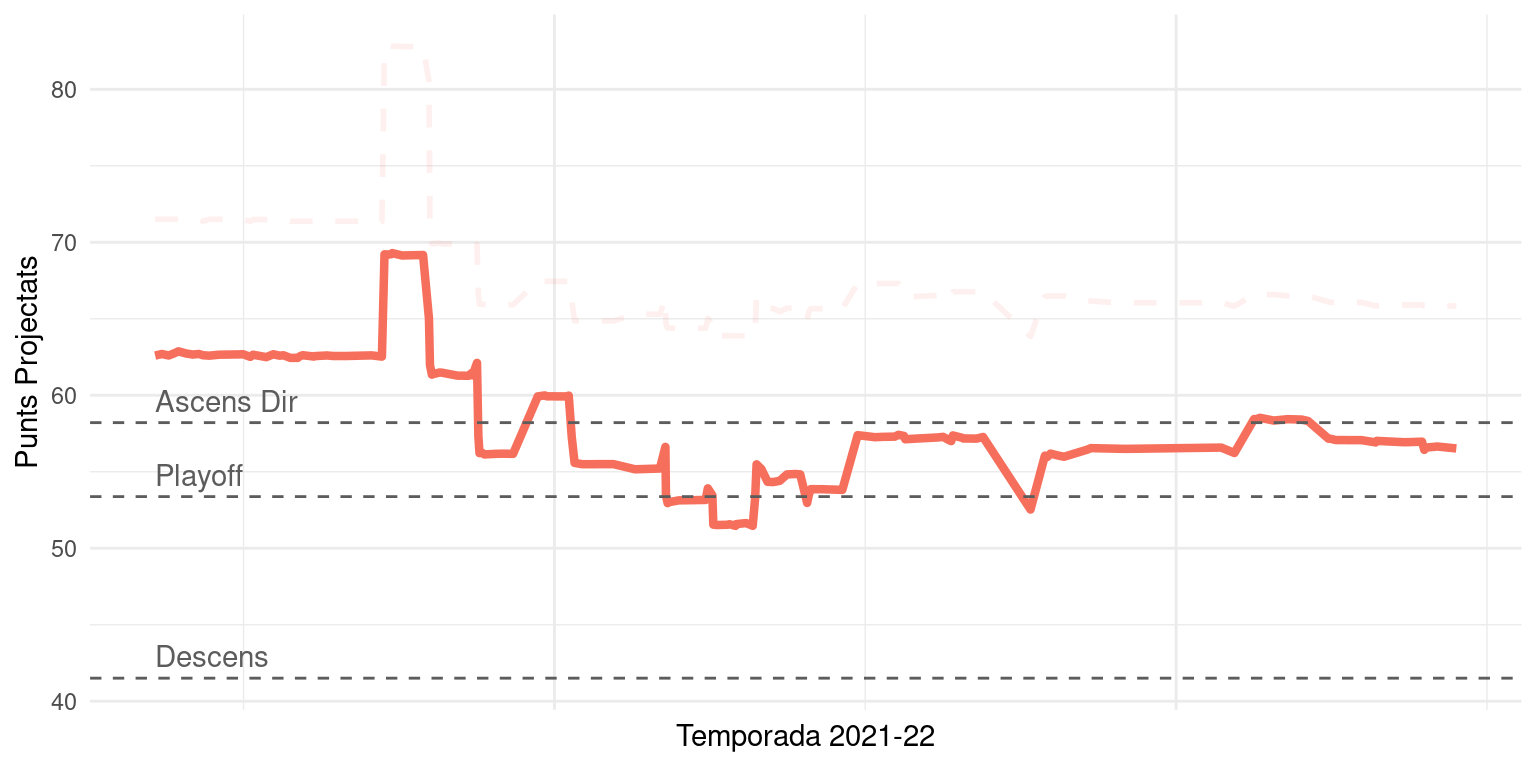 80
70
60
50
40
Punts Projectats
Ascens Dir
Playoff
Descens
Temporada 2021-22